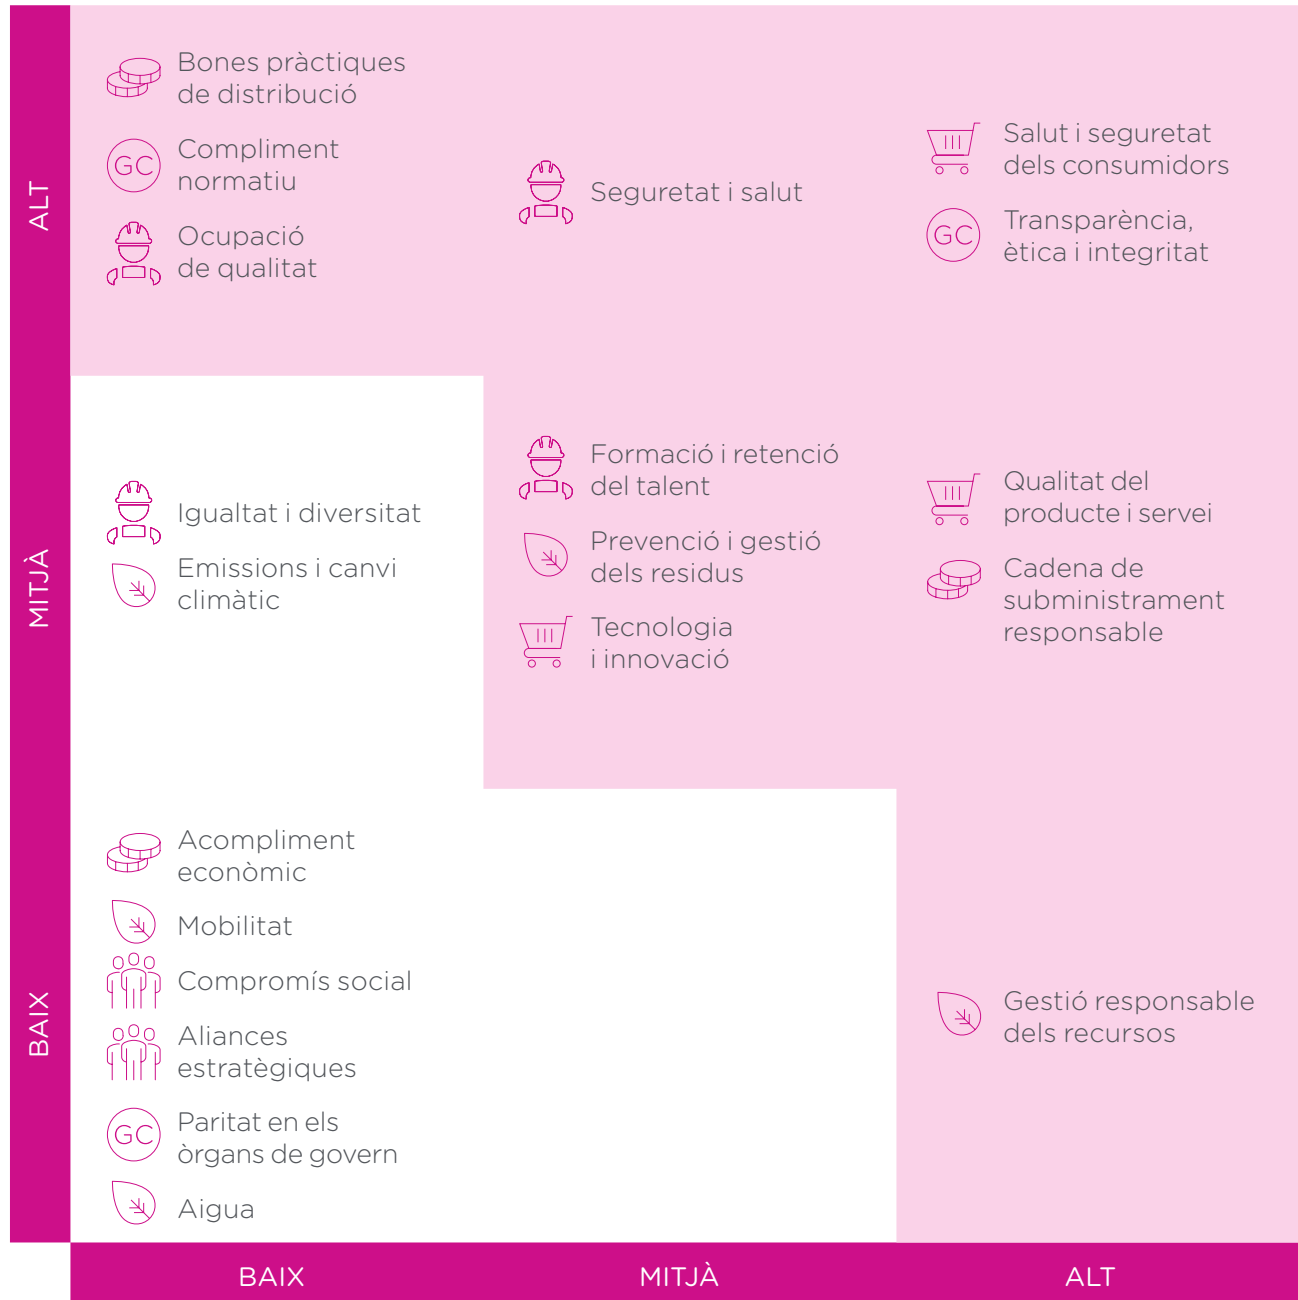 ALT
Bones pràctiques
de distribució
GC
Compliment
normatiu
Ocupació
de qualitat
Seguretat i salut
Salut i seguretat
dels consumidors
GC
Transparència,
ètica i integritat
MITJÀ
Igualtat i diversitat
Emissions i canvi
climàtic
Formació i retenció
del talent
Prevenció i gestió
dels residus
Tecnologia
i innovació
Qualitat del
producte i servei
Cadena de
subministrament
responsable
BAIX
Acompliment
econòmic
Mobilitat
Compromís social
Aliances
estratègiques
GC
Paritat en els
òrgans de govern
Aigua
Gestió responsable
dels recursos
BAIX
MITJÀ
ALT